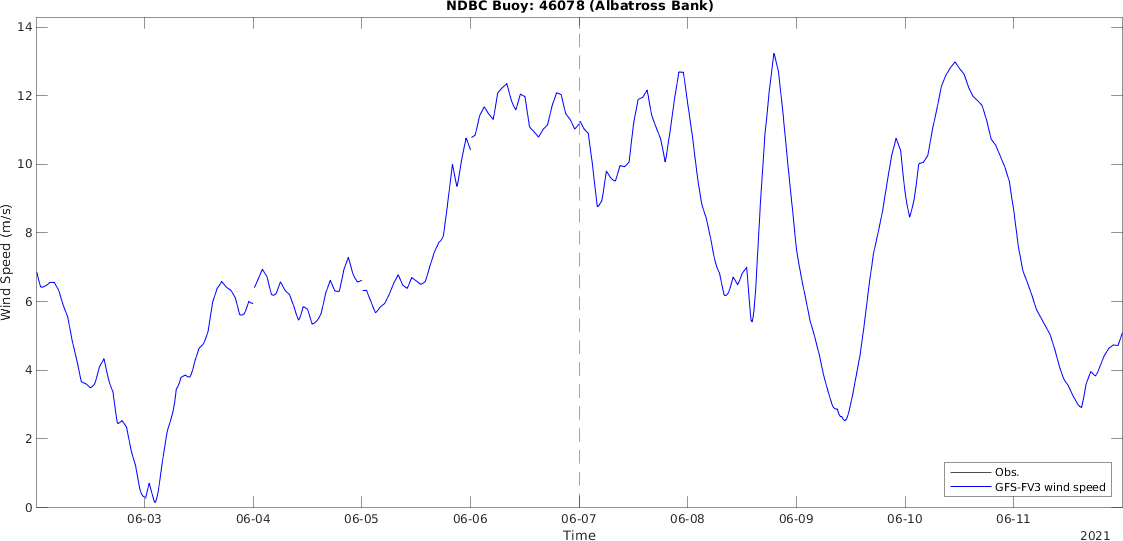 NDBC Buoy: 46078 (Albatross Bank)
14
12
10
8
6
4
2
0
Wind Speed (m/s)
Obs.
GFS-FV3 wind speed
06-03 06-04 06-05 06-06 06-07 06-08 06-09 06-10 06-11
Time
2021